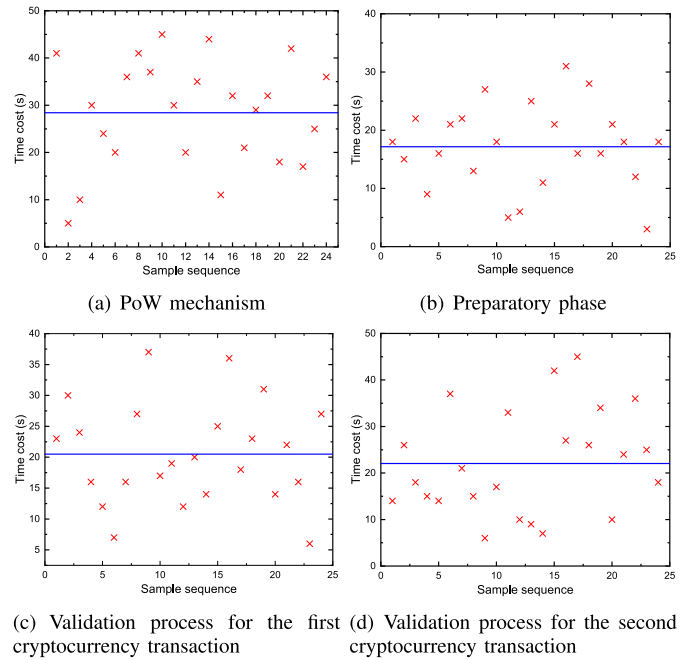 50
40
30
20
10
0
Time cost (s)
2 4 6 8 10 12 14 16 18 20 22 24
Sample sequence
(a) PoW mechanism
40
30
20
10
0
Time cost (s)
0 5 10 15 20 25
Sample sequence
(b) Preparatory phase
40
35
30
25
20
15
10
5
Time cost (s)
0 5 10 15 20 25
Sample sequence
(c) Validation process for the first
cryptocurrency transaction
50
40
30
20
10
0
Time cost (s)
0 5 10 15 20 25
Sample sequence
(d) Validation process for the second
cryptocurrency transaction